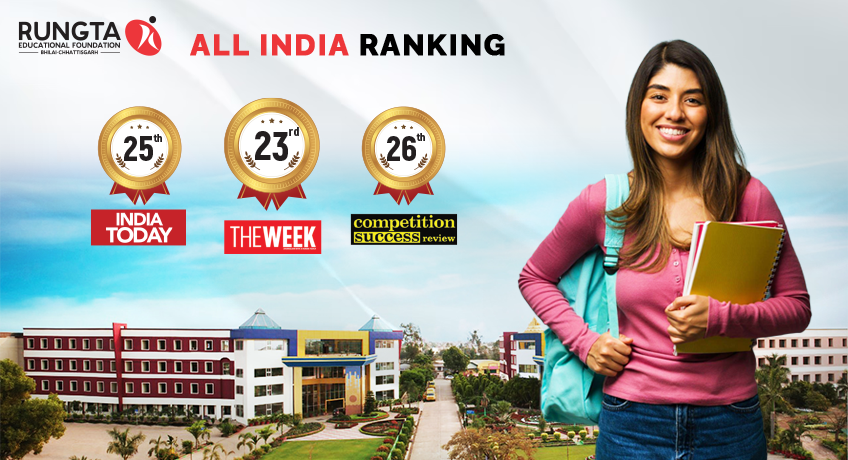 RUNGTA
EDUCATIONAL FOUNDATION
BHILAI-CHHATTISGARH
ALL INDIA RANKING
25th
23rd
26th
INDIA
TODAY
THE WEEK
competition
success review